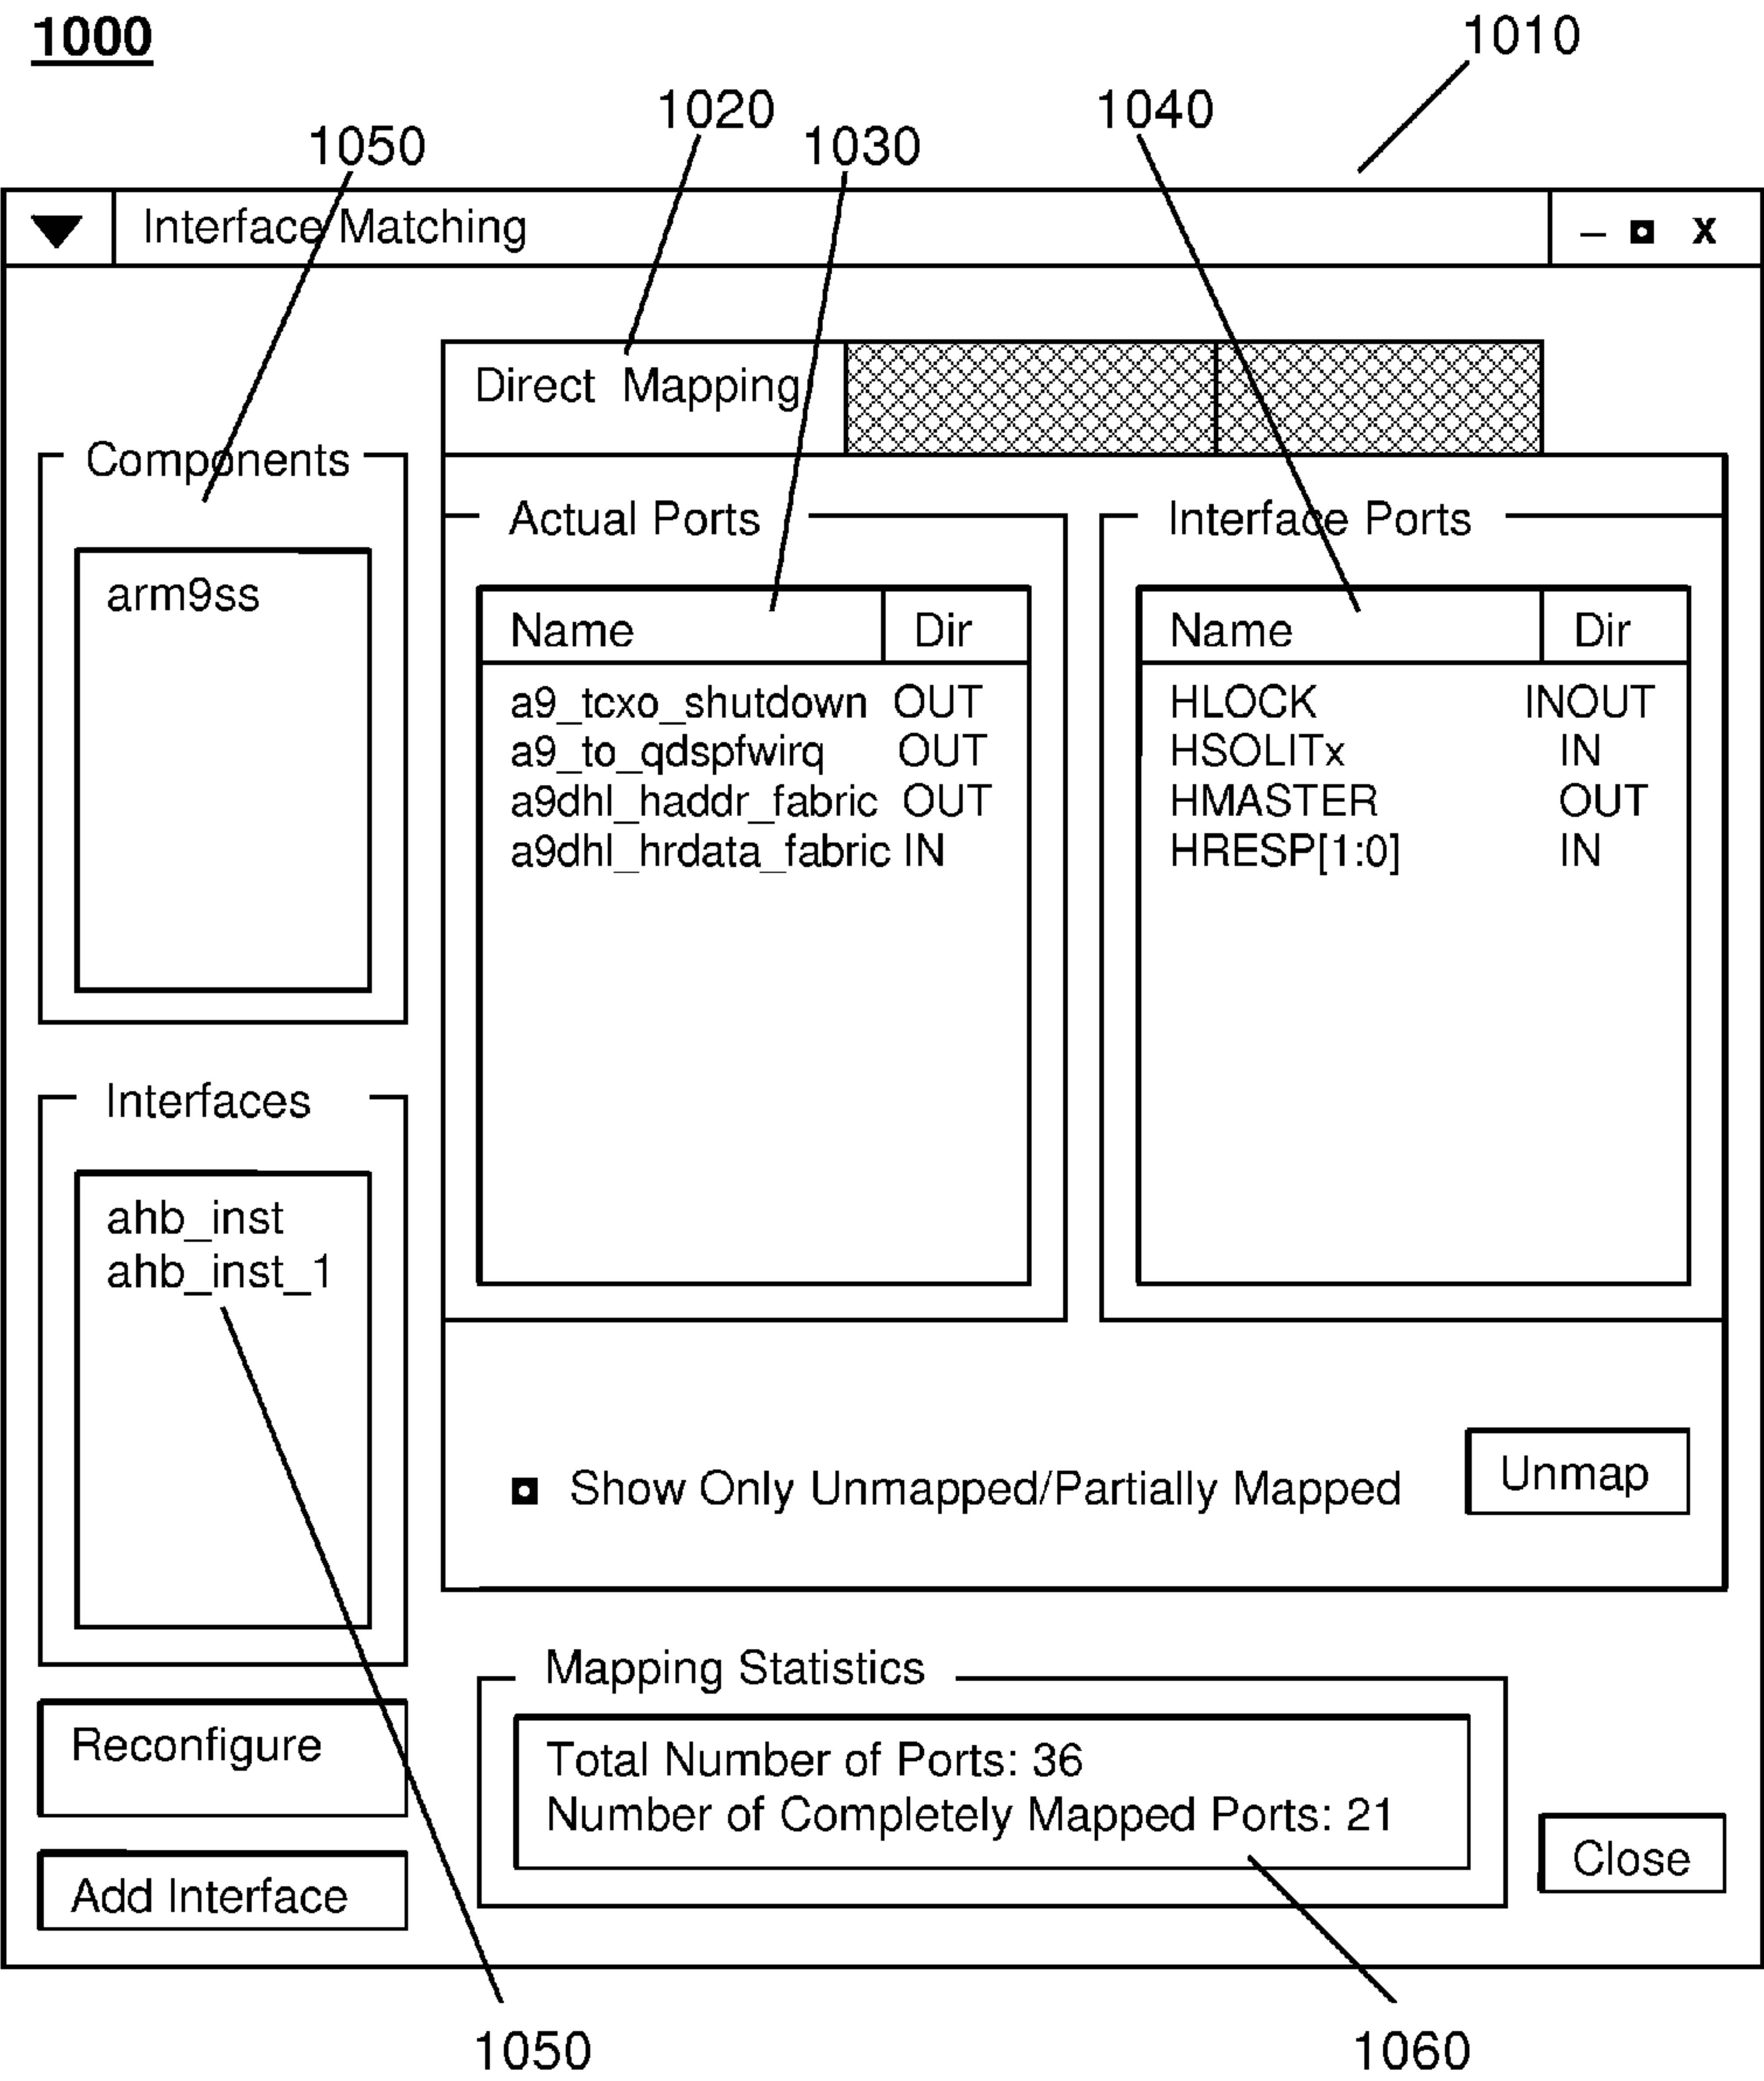 1000
1010
1020
1040
1050
1030
Interface Matching
– x
Direct Mapping
Components
arm9ss
Actual Ports
Name Dir
a9_tcxo_shutdown OUT
a9_to_qdspfwirq OUT
a9dhl_haddr_fabric OUT
a9dhl_hrdata_fabric IN
Interface Ports
Name Dir
HLOCK INOUT
HSOLITx IN
HMASTER OUT
HRESP[1:0] IN
Interfaces
ahb_inst
ahb_inst_1
Show Only Unmapped/Partially Mapped
Unmap
Reconfigure
Add Interface
Mapping Statistics
Total Number of Ports: 36
Number of Completely Mapped Ports: 21
Close
1050
1060